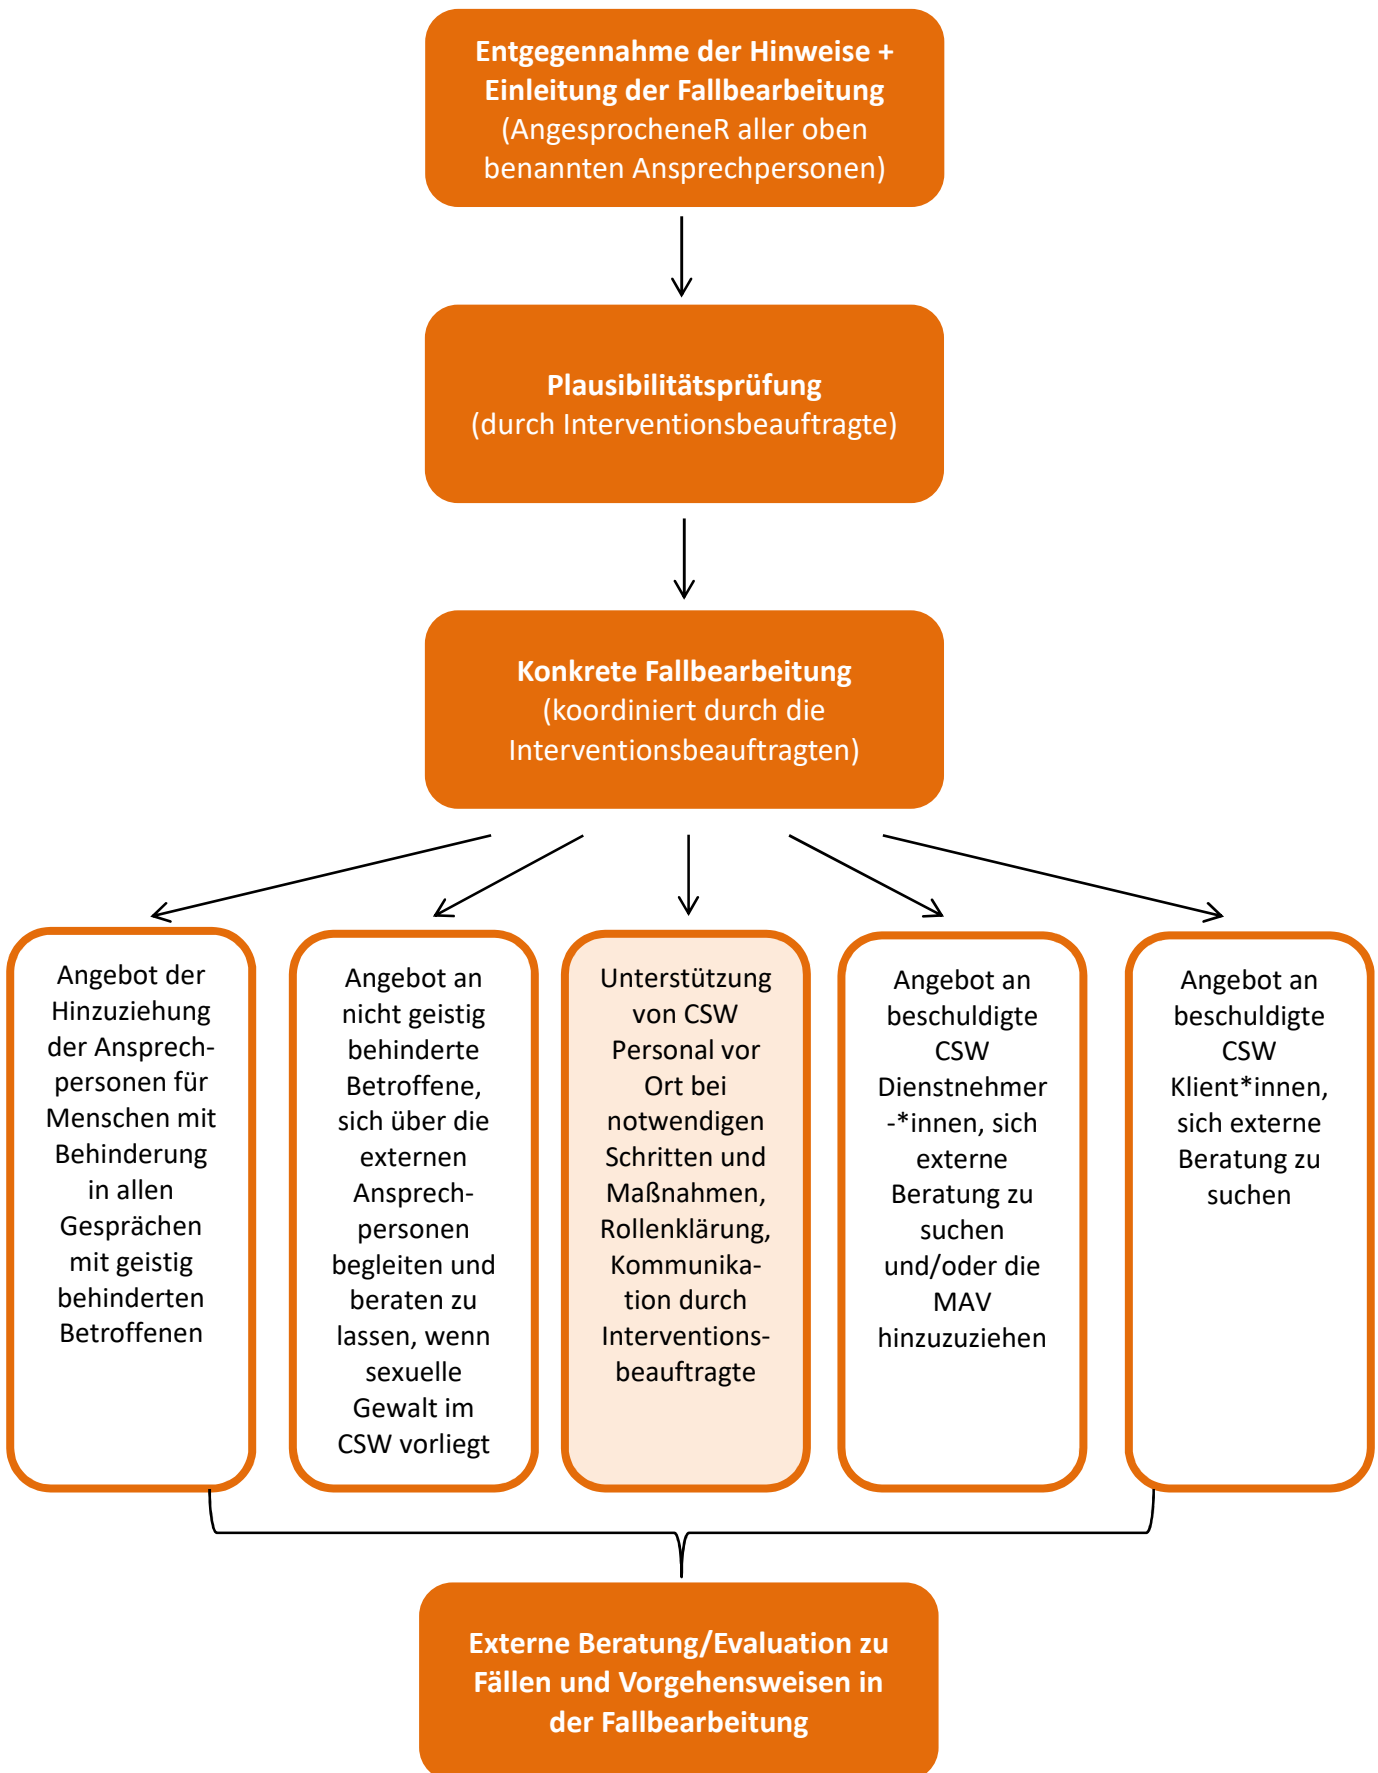 Entgegennahme der Hinweise +
Einleitung der Fallbearbeitung
(AngesprocheneR aller oben
benannten Ansprechpersonen)
Plausibilitätsprüfung
(durch Interventionsbeauftragte)
Konkrete Fallbearbeitung
(koordiniert durch die
Interventionsbeauftragten)
Angebot der
Hinzuziehung
der Ansprech-
personen für
Menschen mit
Behinderung
in allen
Gesprächen
mit geistig
behinderten
Betroffenen
Angebot an
nicht geistig
behinderte
Betroffene,
sich über die
externen
Ansprech-
personen
begleiten und
beraten zu
lassen, wenn
sexuelle
Gewalt im
CSW vorliegt
Unterstützung
von CSW
Personal vor
Ort bei
notwendigen
Schritten und
Maßnahmen,
Rollenklärung,
Kommunika-
tion durch
Interventions-
beauftragte
Angebot an
beschuldigte
CSW
Dienstnehmer
-*innen, sich
externe
Beratung zu
suchen
und/oder die
MAV
hinzuzuziehen
Angebot an
beschuldigte
CSW
Klient*innen,
sich externe
Beratung zu
suchen
Externe Beratung/Evaluation zu
Fällen und Vorgehensweisen in
der Fallbearbeitung